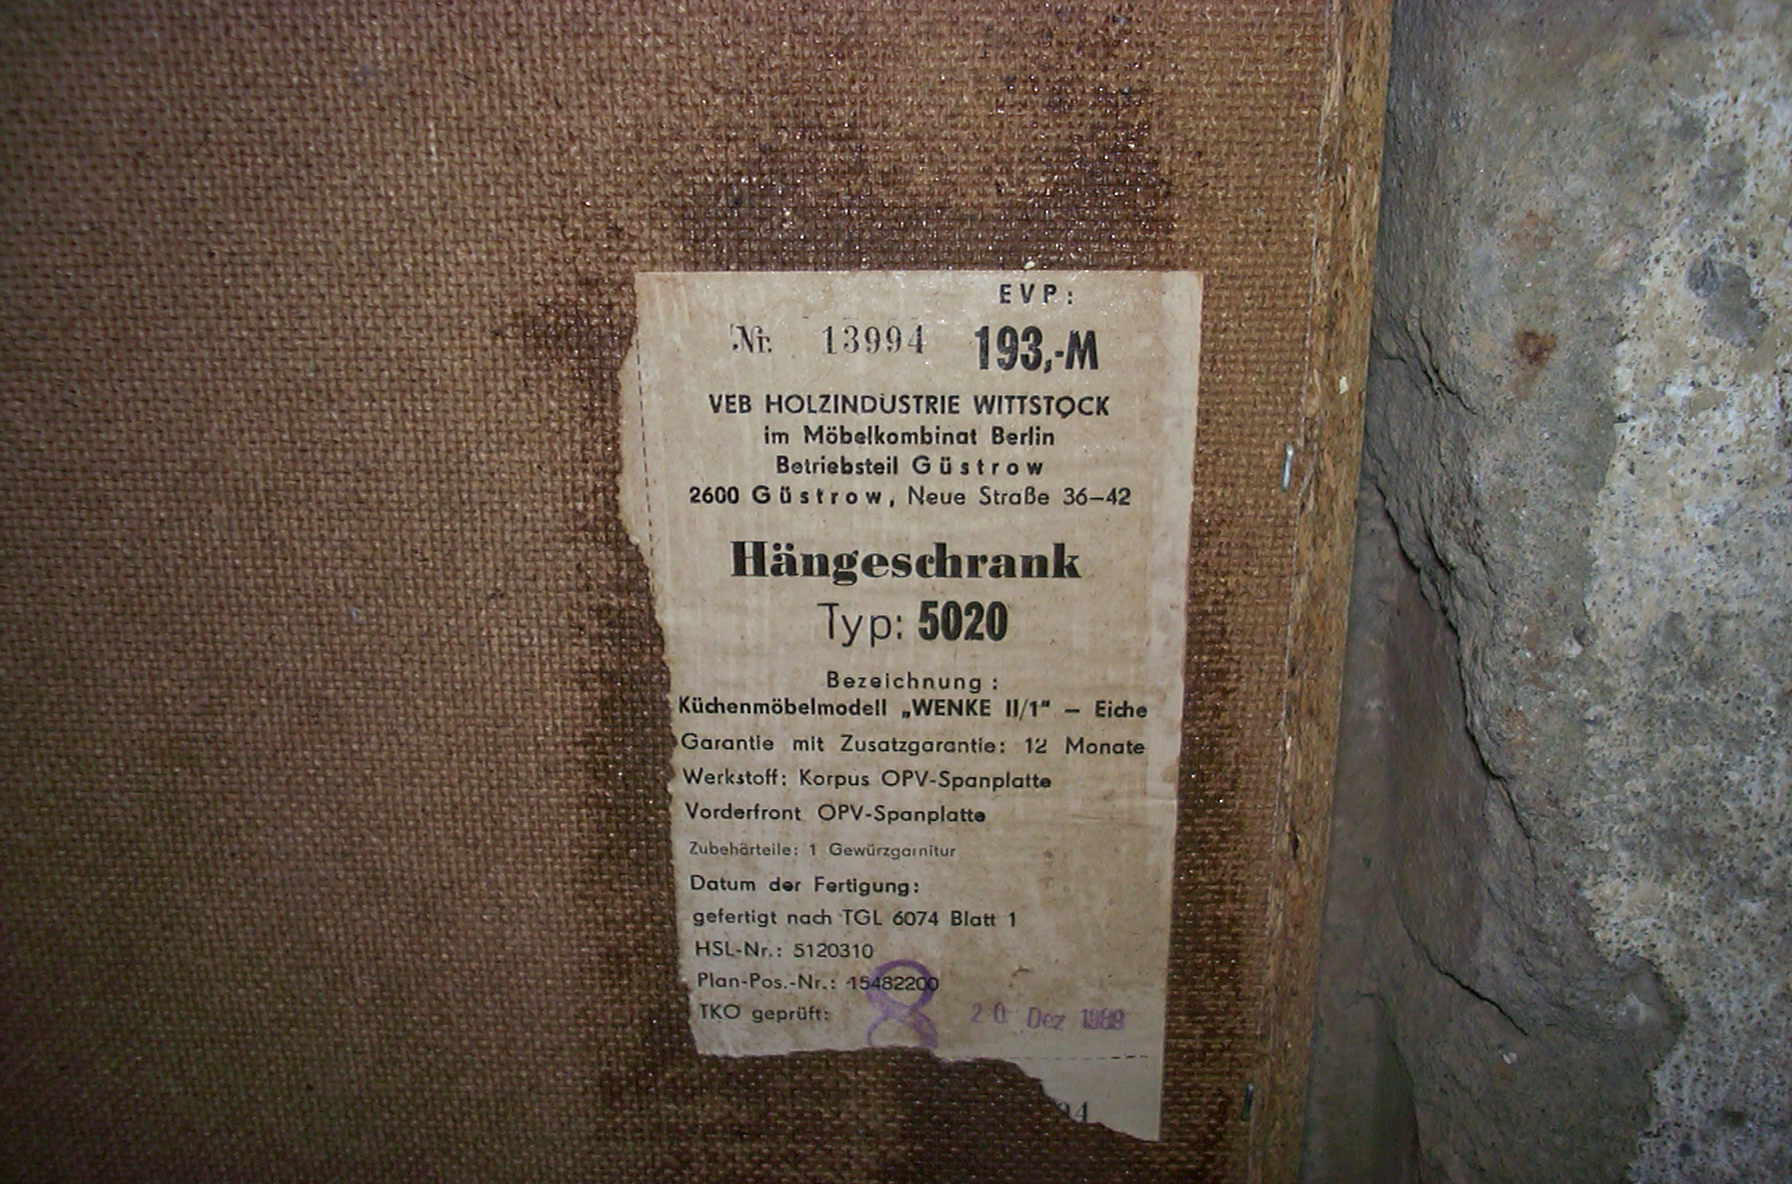 EVP:
Nr. 13994 193,-M
VEB HOLZINDUSTRIE WITTSTOCK
im Möbelkombinat Berlin
Betriebsteil Güstrow
2600 Güstrow, Neue Straße 36–42
Hängeschrank
Typ: 5020
Bezeichnung:
Küchenmöbelmodell „WENKE II/1" – Eiche
Garantie mit Zusatzgarantie: 12 Monate
Werkstoff: Korpus OPV-Spanplatte
Vorderfront OPV-Spanplatte
Zubehörteile: 1 Gewürzgarnitur
Datum der Fertigung:
gefertigt nach TGL 6074 Blatt 1
HSL-Nr.: 5120310
Plan-Pos.-Nr.: 15482200
8
TKO geprüft: 20 Dez
94